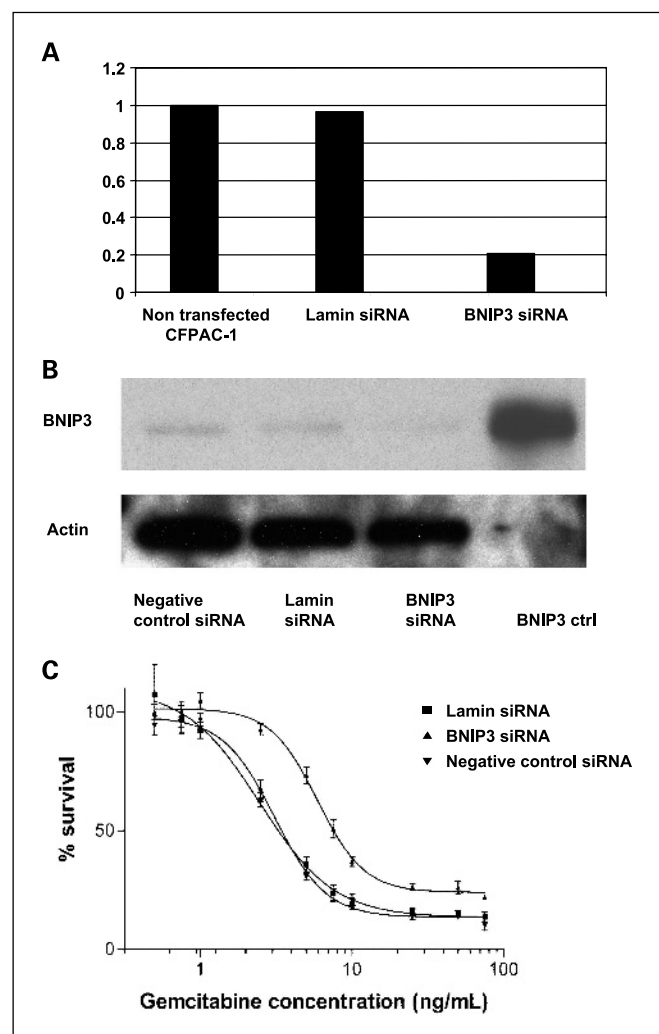 A
1.2
1
0.8
0.6
0.4
0.2
0
Non transfected
CFPAC-1
Lamin siRNA
BNIP3 siRNA
B
BNIP3
Actin
Negative
control siRNA
Lamin
siRNA
BNIP3
siRNA
BNIP3 ctrl
C
Lamin siRNA
BNIP3 siRNA
Negative control siRNA
% survival
100
50
0
1
10
100
Gemcitabine concentration (ng/mL)